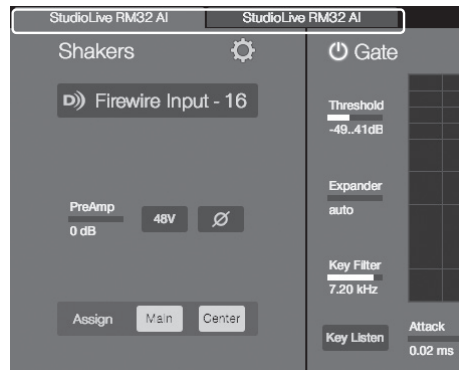 StudioLive RM32 AI
StudioLive RM32 AI
Shakers
Gate
D)) Firewire Input - 16
Threshold
-49..41dB
Expander
auto
PreAmp
0 dB
48V
Ø
Key Filter
7.20 kHz
Assign
Main
Center
Key Listen
Attack
0.02 ms